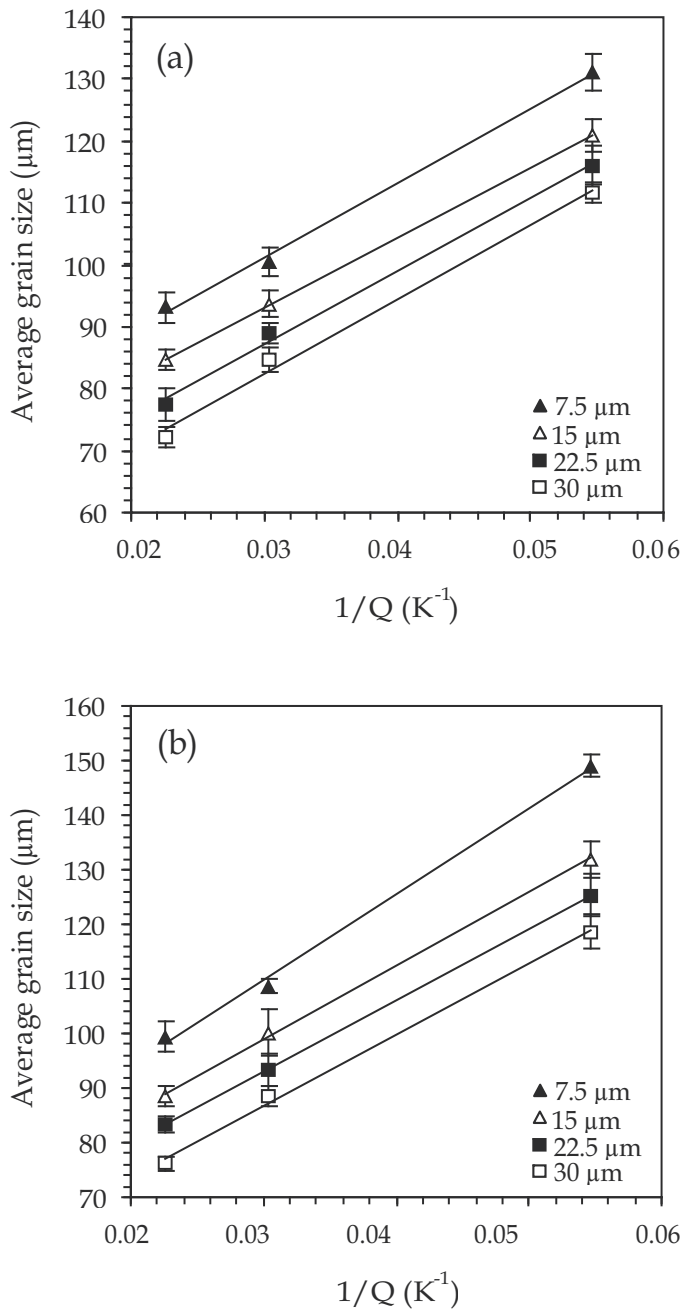 (a)
Average grain size (µm)
140
130
120
110
100
90
80
70
60
▲ 7.5 µm
△ 15 µm
■ 22.5 µm
□ 30 µm
0.02 0.03 0.04 0.05 0.06
1/Q (K⁻¹)
(b)
Average grain size (µm)
160
150
140
130
120
110
100
90
80
70
▲ 7.5 µm
△ 15 µm
■ 22.5 µm
□ 30 µm
0.02 0.03 0.04 0.05 0.06
1/Q (K⁻¹)